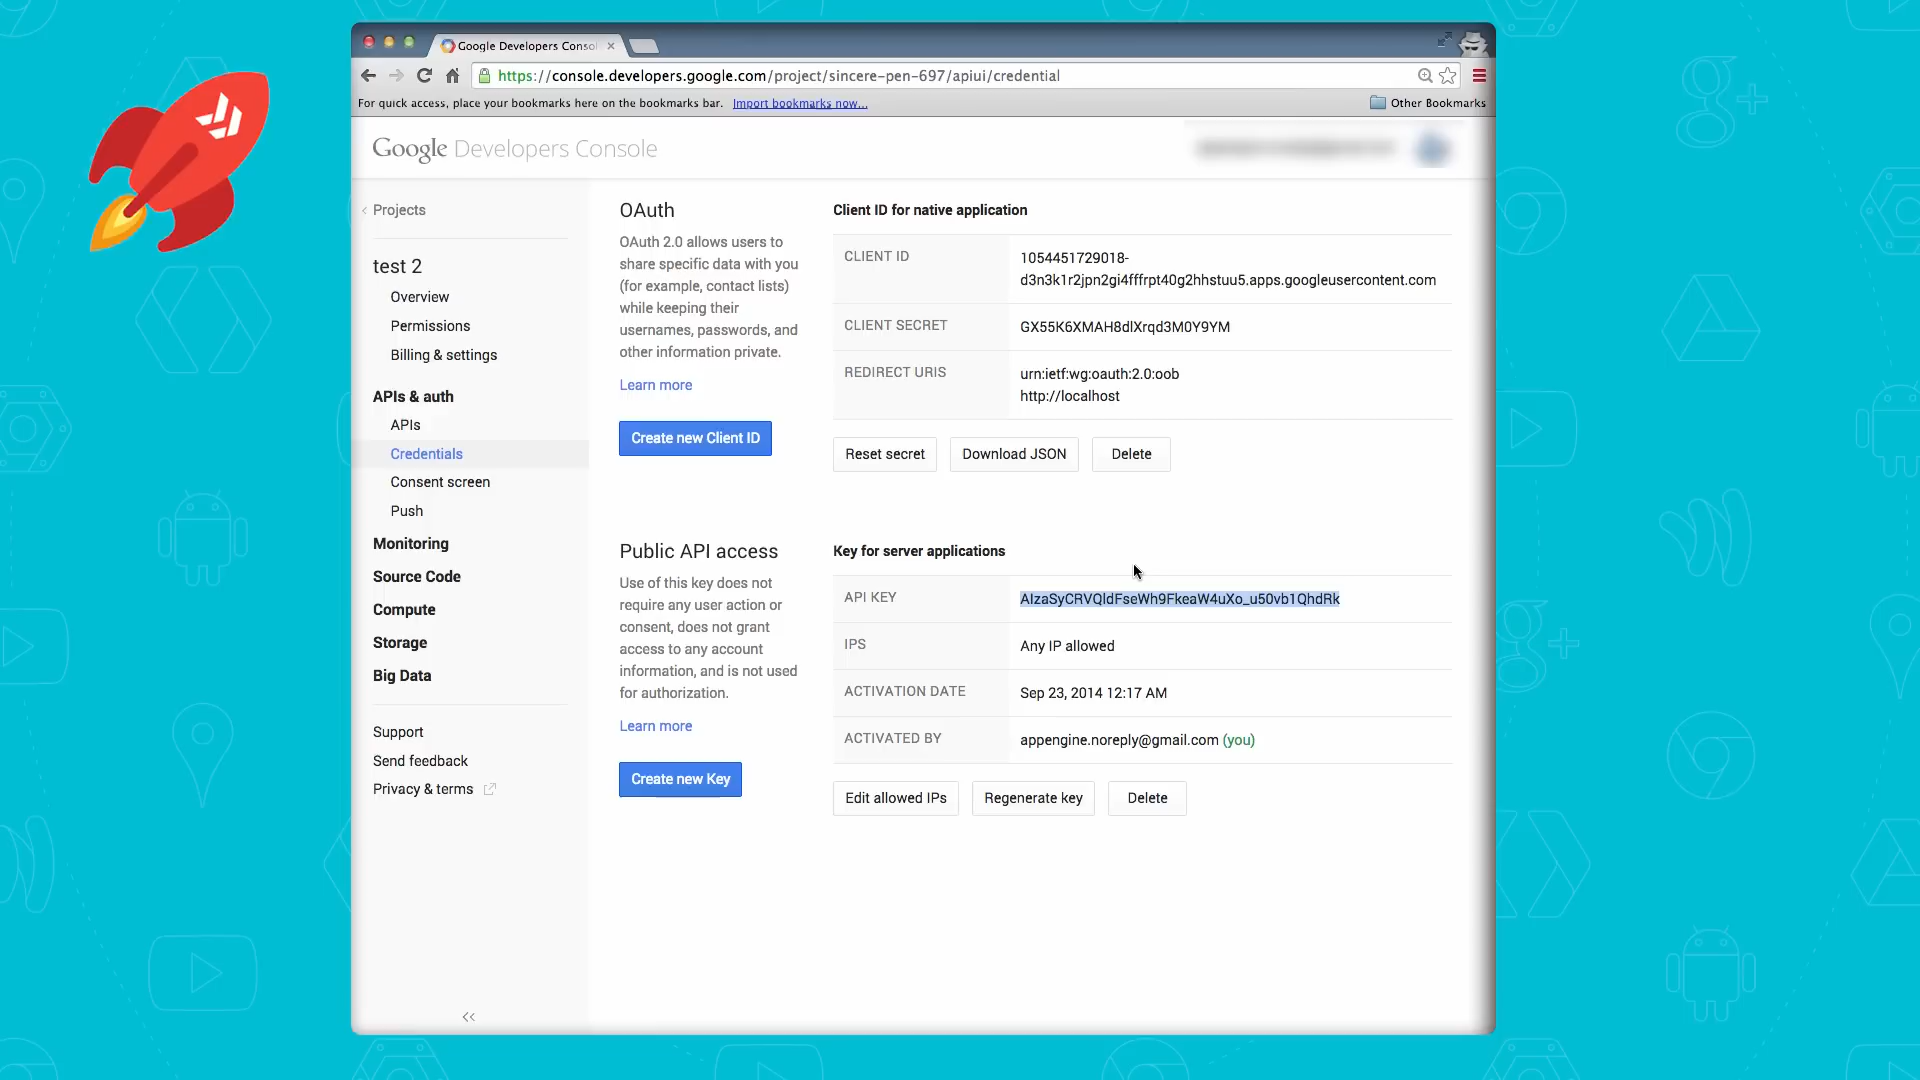 Google Developers Consol
https://console.developers.google.com/project/sincere-pen-697/apiui/credential
For quick access, place your bookmarks here on the bookmarks bar. Import bookmarks now...
Other Bookmarks
Google Developers Console
Projects
test 2
Overview
Permissions
Billing & settings
APIs & auth
APIs
Credentials
Consent screen
Push
Monitoring
Source Code
Compute
Storage
Big Data
Support
Send feedback
Privacy & terms
OAuth
OAuth 2.0 allows users to
share specific data with you
(for example, contact lists)
while keeping their
usernames, passwords, and
other information private.
Learn more
Create new Client ID
Client ID for native application
CLIENT ID
1054451729018-
d3n3k1r2jpn2gi4fffrpt40g2hhstuu5.apps.googleusercontent.com
CLIENT SECRET
GX55K6XMAH8dlXrqd3M0Y9YM
REDIRECT URIS
urn:ietf:wg:oauth:2.0:oob
http://localhost
Reset secret
Download JSON
Delete
Public API access
Use of this key does not
require any user action or
consent, does not grant
access to any account
information, and is not used
for authorization.
Learn more
Create new Key
Key for server applications
API KEY
AIzaSyCRVQIdFseWh9FkeaW4uXo_u50vb1QhdRk
IPS
Any IP allowed
ACTIVATION DATE
Sep 23, 2014 12:17 AM
ACTIVATED BY
appengine.noreply@gmail.com (you)
Edit allowed IPs
Regenerate key
Delete